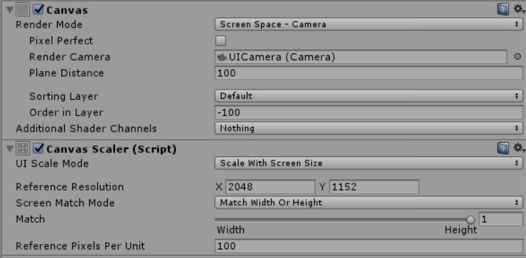 Canvas
Render Mode Screen Space - Camera
Pixel Perfect
Render Camera UICamera (Camera)
Plane Distance 100
Sorting Layer Default
Order in Layer -100
Additional Shader Channels Nothing
Canvas Scaler (Script)
UI Scale Mode Scale With Screen Size
Reference Resolution X 2048 Y 1152
Screen Match Mode Match Width Or Height
Match 1
Width Height
Reference Pixels Per Unit 100